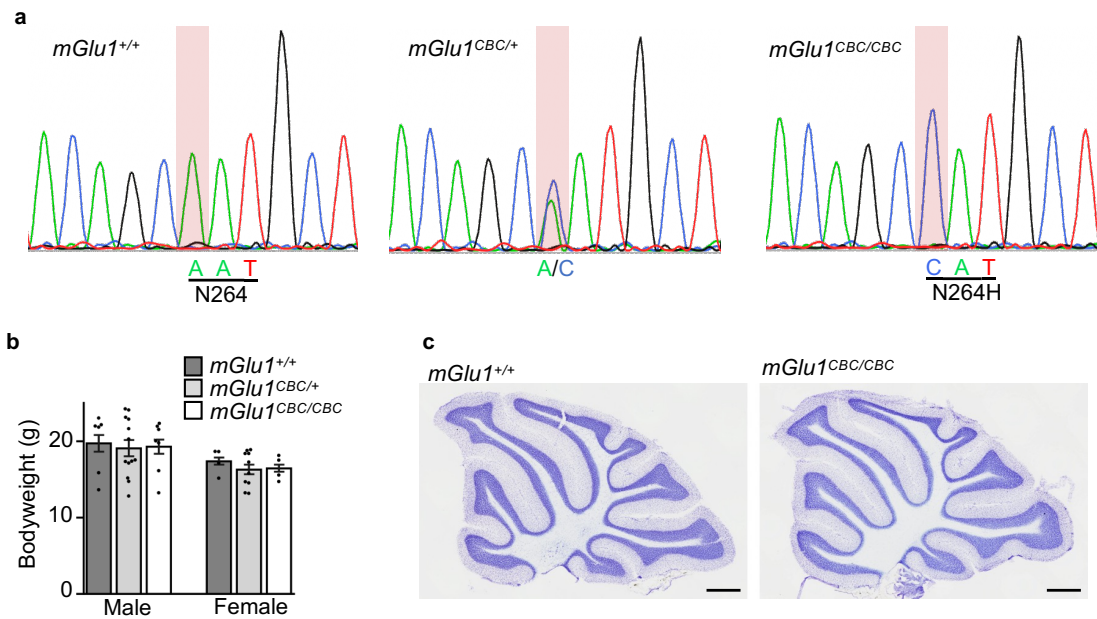 a
mGlu1+/+
mGlu1CBC/+
mGlu1CBC/CBC
A A T
N264
A/C
C A T
N264H
b
mGlu1+/+
mGlu1CBC/+
mGlu1CBC/CBC
Bodyweight (g)
20
10
0
Male
Female
c
mGlu1+/+
mGlu1CBC/CBC